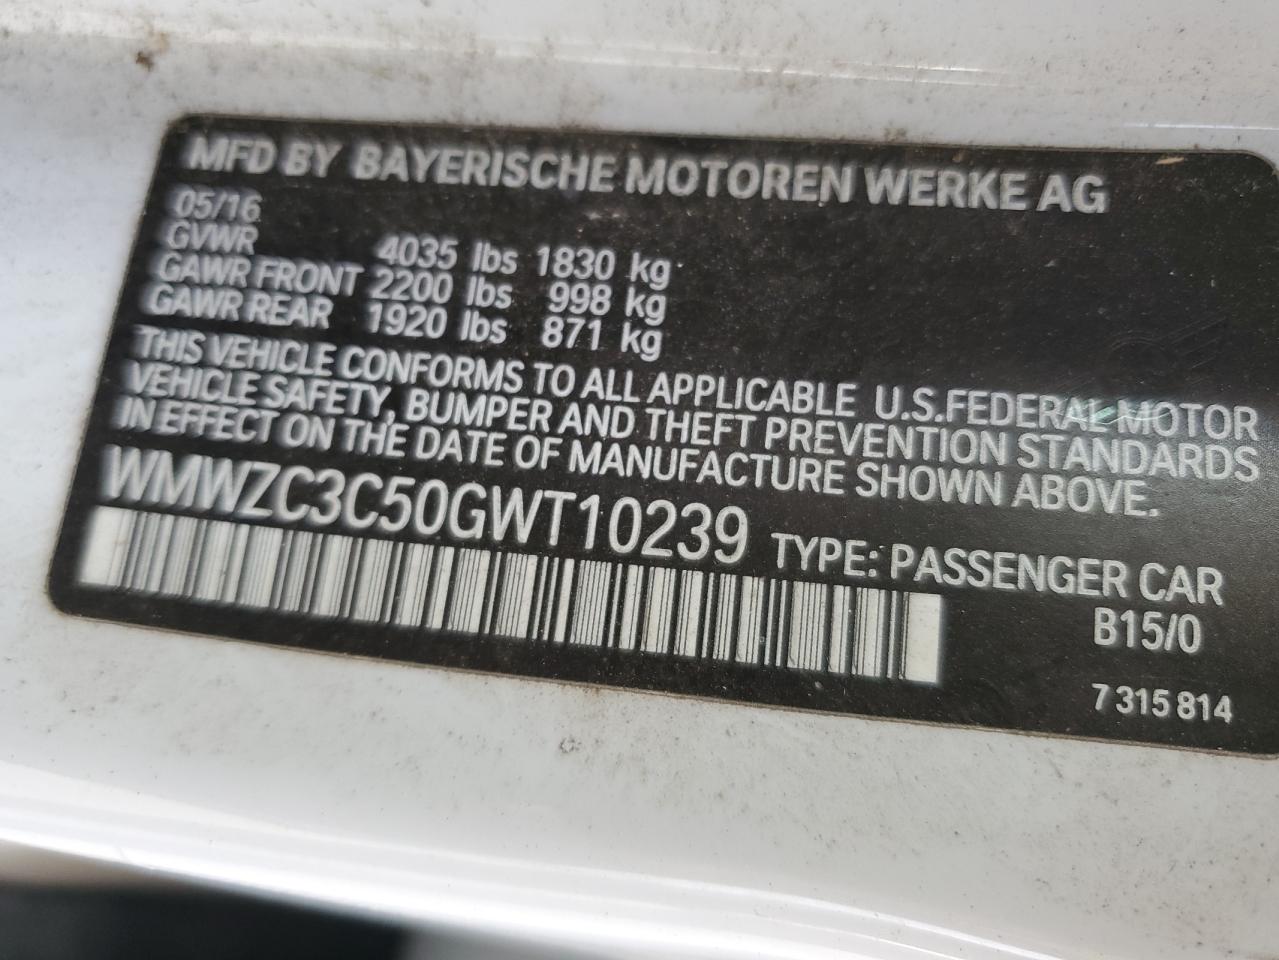 MFD BY BAYERISCHE MOTOREN WERKE AG
05/16
GVWR 4035 lbs 1830 kg
GAWR FRONT 2200 lbs 998 kg
GAWR REAR 1920 lbs 871 kg
THIS VEHICLE CONFORMS TO ALL APPLICABLE U.S.FEDERAL MOTOR
VEHICLE SAFETY, BUMPER AND THEFT PREVENTION STANDARDS
IN EFFECT ON THE DATE OF MANUFACTURE SHOWN ABOVE.
WMWZC3C50GWT10239 TYPE: PASSENGER CAR
B15/0
7 315 814